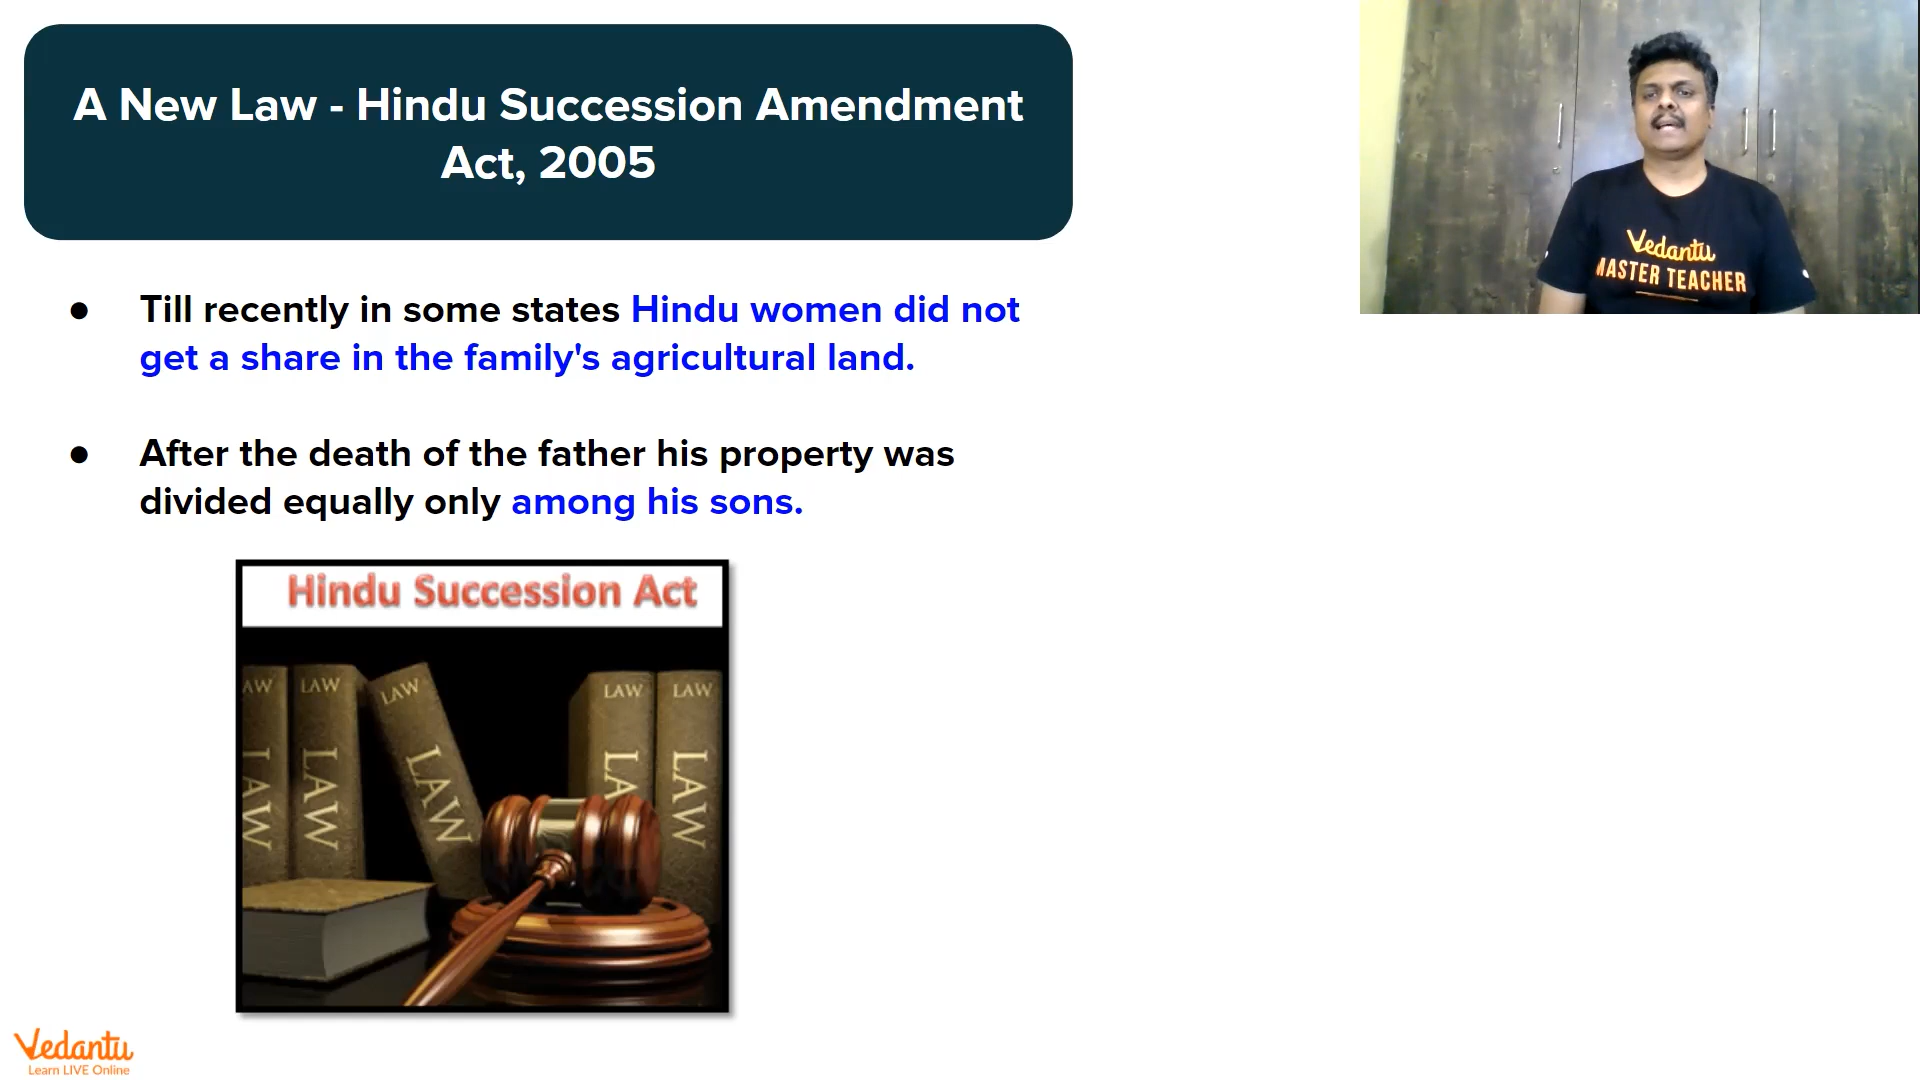 A New Law - Hindu Succession Amendment
Act, 2005
● Till recently in some states Hindu women did not
get a share in the family's agricultural land.
● After the death of the father his property was
divided equally only among his sons.
Hindu Succession Act
AW
LAW
LAW
LAW
LAW
LAW
LAW
LAW
LA
LAW
Vedantu
MASTER TEACHER
Vedantu
Learn LIVE Online